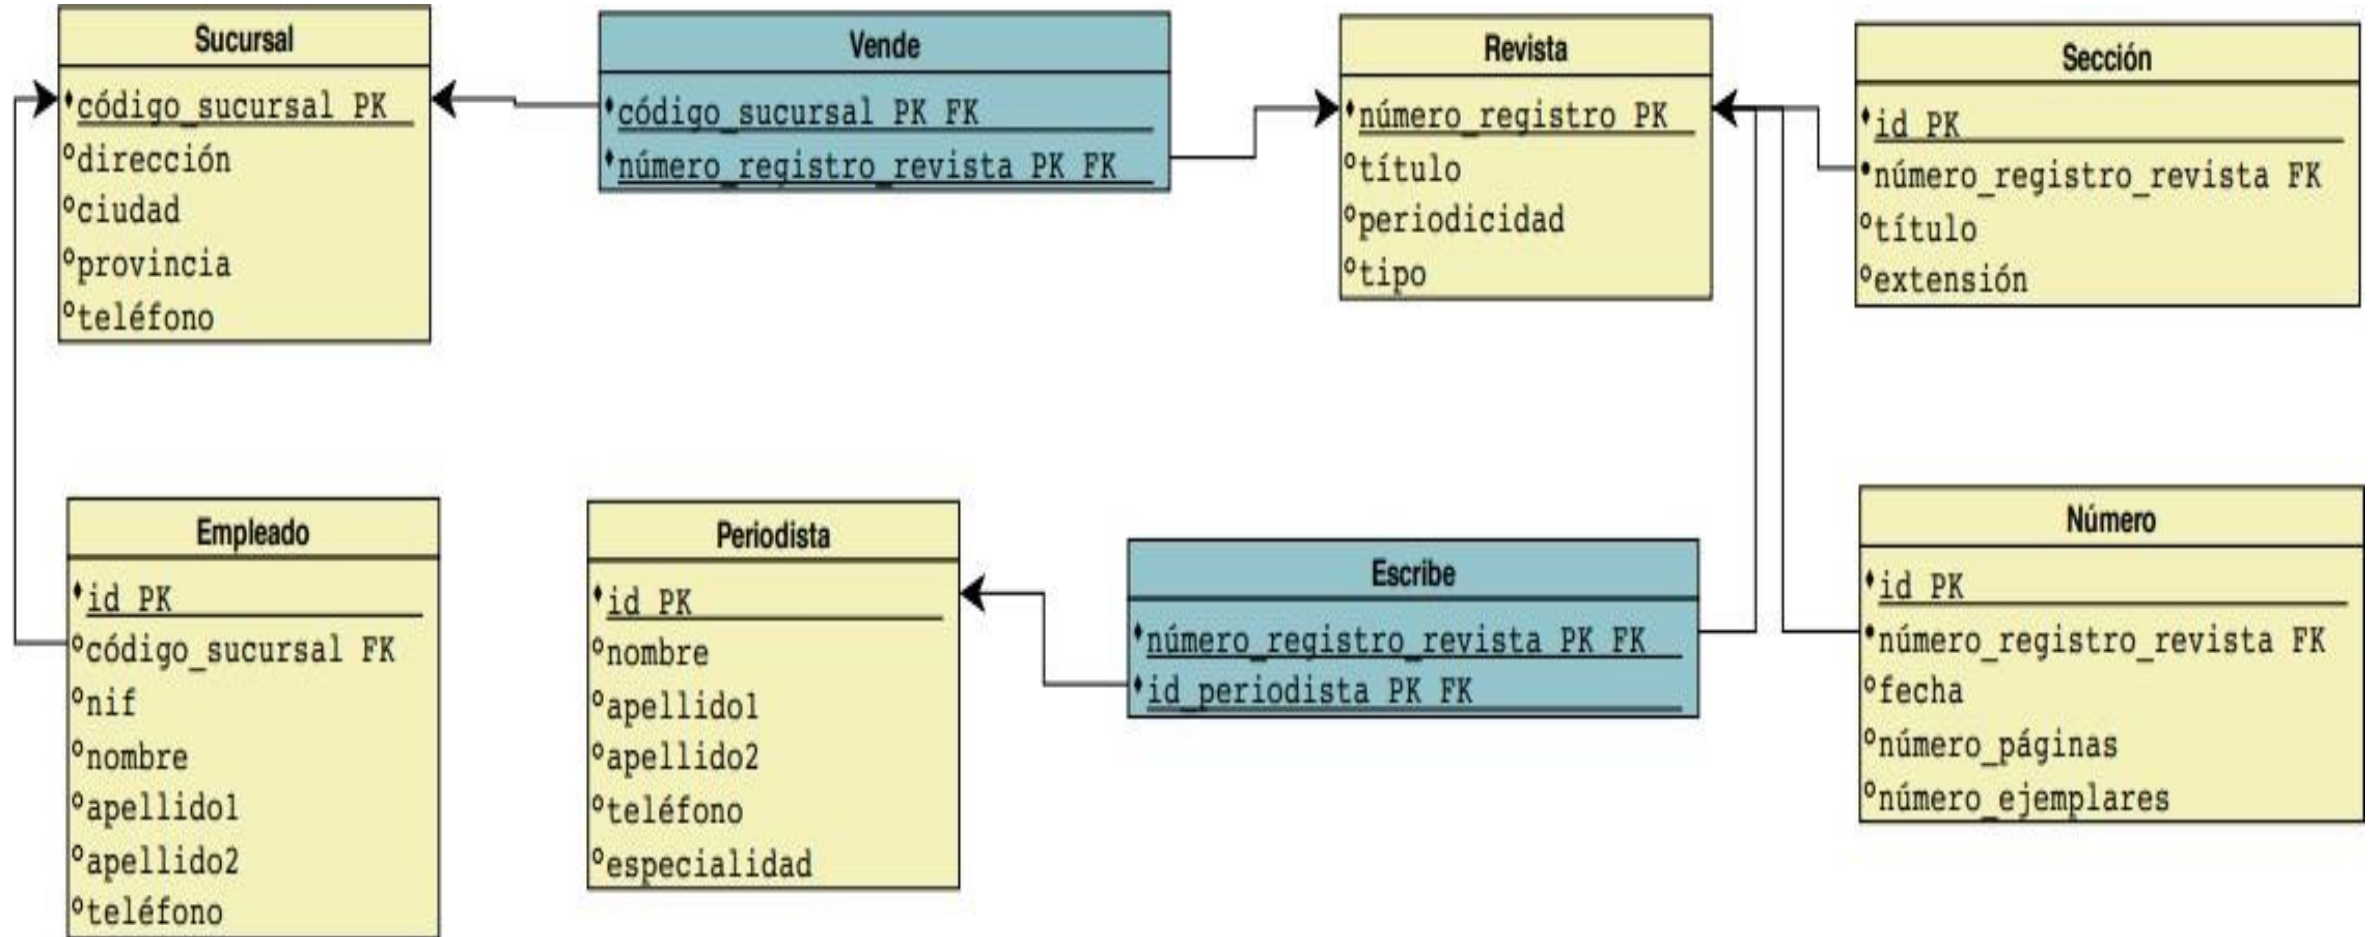 Sucursal
código_sucursal PK
dirección
ciudad
provincia
teléfono
Vende
código_sucursal PK FK
número_registro_revista PK FK
Revista
número_registro PK
título
periodicidad
tipo
Sección
id PK
número_registro_revista FK
título
extensión
Empleado
id PK
código_sucursal FK
nif
nombre
apellido1
apellido2
teléfono
Periodista
id PK
nombre
apellido1
apellido2
teléfono
especialidad
Escribe
número_registro_revista PK FK
id_periodista PK FK
Número
id PK
número_registro_revista FK
fecha
número_páginas
número_ejemplares